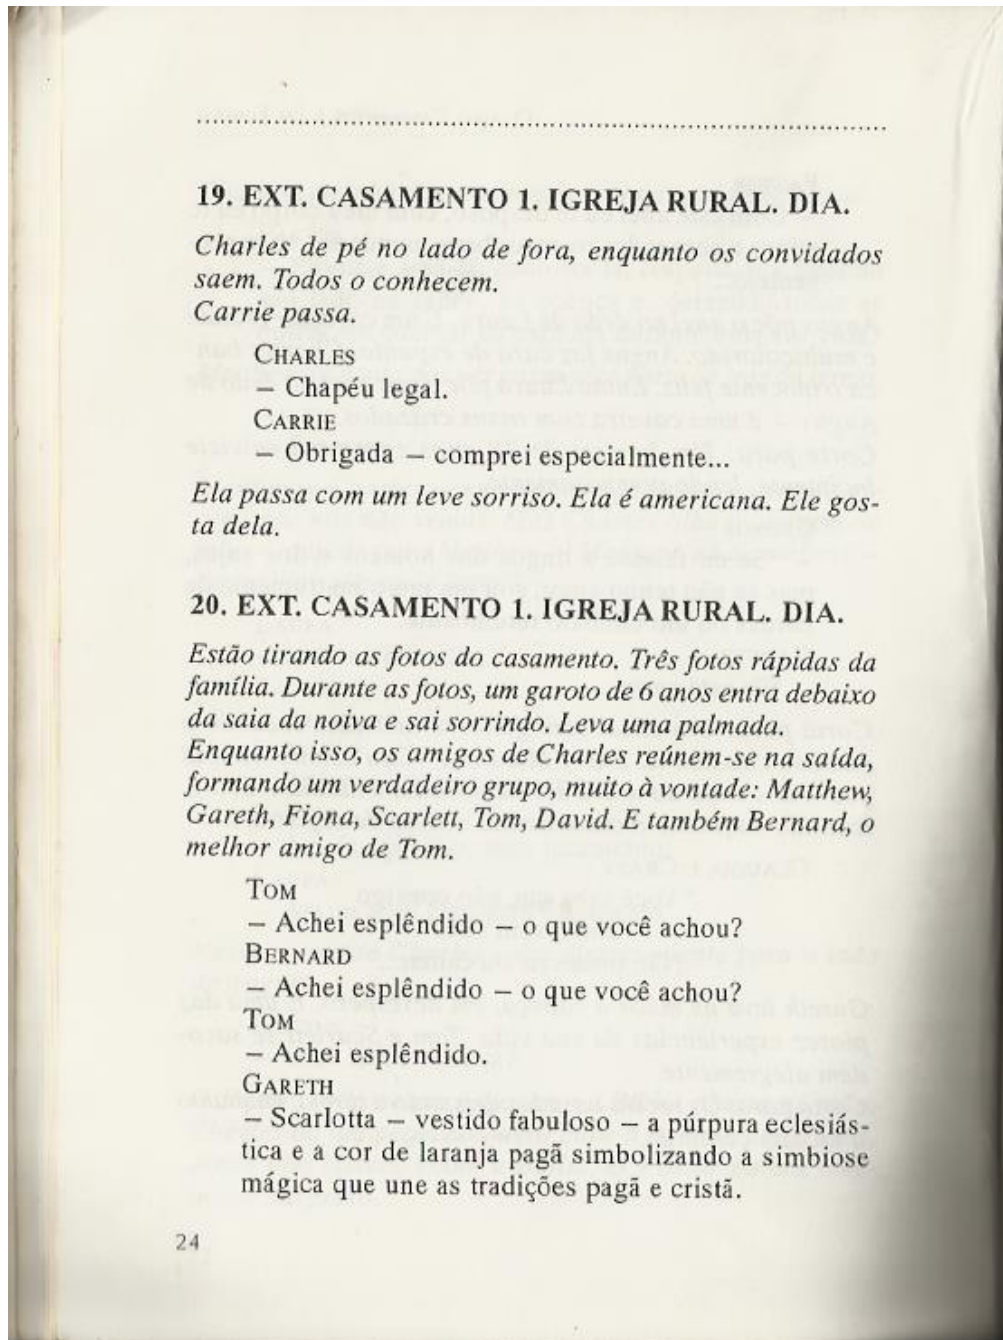 19. EXT. CASAMENTO 1. IGREJA RURAL. DIA.
Charles de pé no lado de fora, enquanto os convidados
saem. Todos o conhecem.
Carrie passa.
CHARLES
– Chapéu legal.
CARRIE
– Obrigada – comprei especialmente...
Ela passa com um leve sorriso. Ela é americana. Ele gos-
ta dela.
20. EXT. CASAMENTO 1. IGREJA RURAL. DIA.
Estão tirando as fotos do casamento. Três fotos rápidas da
família. Durante as fotos, um garoto de 6 anos entra debaixo
da saia da noiva e sai sorrindo. Leva uma palmada.
Enquanto isso, os amigos de Charles reúnem-se na saída,
formando um verdadeiro grupo, muito à vontade: Matthew,
Gareth, Fiona, Scarlett, Tom, David. E também Bernard, o
melhor amigo de Tom.
TOM
– Achei esplêndido – o que você achou?
BERNARD
– Achei esplêndido – o que você achou?
TOM
– Achei esplêndido.
GARETH
– Scarlotta – vestido fabuloso – a púrpura eclesiás-
tica e a cor de laranja pagã simbolizando a simbiose
mágica que une as tradições pagã e cristã.
24